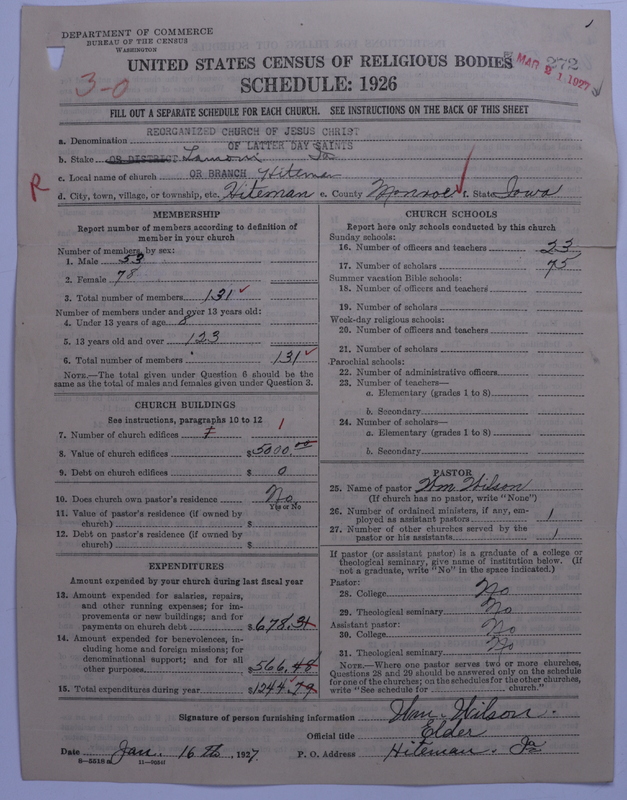 DEPARTMENT OF COMMERCE
BUREAU OF THE CENSUS
WASHINGTON
1
272
MAR 21 1927
3-0
UNITED STATES CENSUS OF RELIGIOUS BODIES
SCHEDULE: 1926
FILL OUT A SEPARATE SCHEDULE FOR EACH CHURCH. SEE INSTRUCTIONS ON THE BACK OF THIS SHEET
REORGANIZED CHURCH OF JESUS CHRIST
a. Denomination OF LATTER DAY SAINTS
b. Stake OR DISTRICT Lamoni Ia
c. Local name of church OR BRANCH Hiteman
R
d. City, town, village, or township, etc. Hiteman e. County Monroe f. State Iowa
MEMBERSHIP
Report number of members according to definition of
member in your church
Number of members, by sex:
1. Male 53
2. Female 78
3. Total number of members 131
Number of members under and over 13 years old:
4. Under 13 years of age 8
5. 13 years old and over 123
6. Total number of members 131
NOTE.—The total given under Question 6 should be the
same as the total of males and females given under Question 3.
CHURCH BUILDINGS
See instructions, paragraphs 10 to 12
7. Number of church edifices 1
8. Value of church edifices $5000.00
9. Debt on church edifices $ 0
10. Does church own pastor's residence No
Yes or No
11. Value of pastor's residence (if owned by
church) $
12. Debt on pastor's residence (if owned by
church) $
EXPENDITURES
Amount expended by your church during last fiscal year
13. Amount expended for salaries, repairs,
and other running expenses; for im-
provements or new buildings; and for
payments on church debt $678.31
14. Amount expended for benevolences, in-
cluding home and foreign missions; for
denominational support; and for all
other purposes $566.48
15. Total expenditures during year $1244.79
CHURCH SCHOOLS
Report here only schools conducted by this church
Sunday schools:
16. Number of officers and teachers 23
17. Number of scholars 75
Summer vacation Bible schools:
18. Number of officers and teachers
19. Number of scholars
Week-day religious schools:
20. Number of officers and teachers
21. Number of scholars
Parochial schools:
22. Number of administrative officers
23. Number of teachers—
a. Elementary (grades 1 to 8)
b. Secondary
24. Number of scholars—
a. Elementary (grades 1 to 8)
b. Secondary
PASTOR
25. Name of pastor Wm Wilson
(If church has no pastor, write "None")
26. Number of ordained ministers, if any, em-
ployed as assistant pastors 1
27. Number of other churches served by the
pastor or his assistants 1
If pastor (or assistant pastor) is a graduate of a college or
theological seminary, give name of institution below. (If
not a graduate, write "No" in the space indicated.)
Pastor:
28. College No
29. Theological seminary No
Assistant pastor:
30. College No
31. Theological seminary No
NOTE.—Where one pastor serves two or more churches,
Questions 28 and 29 should be answered only on the schedule
for one of the churches; on the schedules for the other churches,
write "See schedule for church."
Signature of person furnishing information Wm. Wilson.
Official title Elder
Date Jan. 16th, 1927. P. O. Address Hiteman. Ia
8-5518a 11-9054